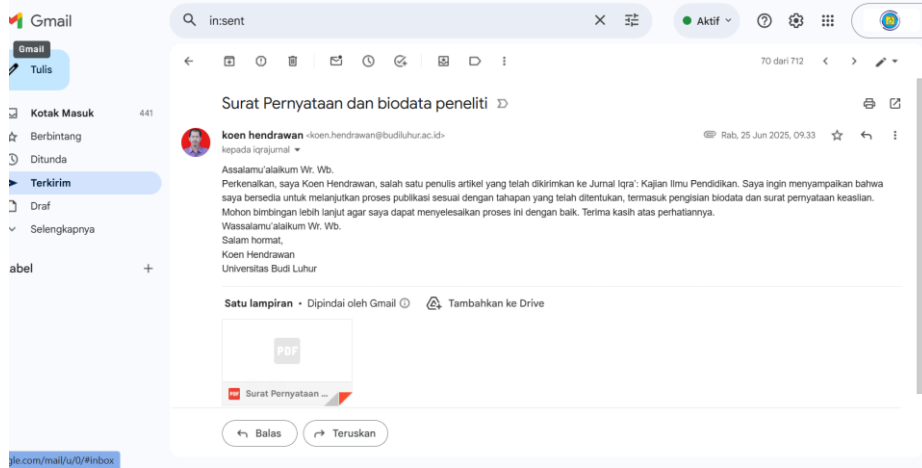 Gmail
in:sent
Aktif
Gmail
Tulis
70 dari 712
Surat Pernyataan dan biodata peneliti
Kotak Masuk 441
Berbintang
Ditunda
Terkirim
Draf
Selengkapnya
abel
koen hendrawan <koen.hendrawan@budiluhur.ac.id>
Rab, 25 Jun 2025, 09.33
kepada iqrajurnal
Assalamu'alaikum Wr. Wb.
Perkenalkan, saya Koen Hendrawan, salah satu penulis artikel yang telah dikirimkan ke Jurnal Iqra': Kajian Ilmu Pendidikan. Saya ingin menyampaikan bahwa
saya bersedia untuk melanjutkan proses publikasi sesuai dengan tahapan yang telah ditentukan, termasuk pengisian biodata dan surat pernyataan keaslian.
Mohon bimbingan lebih lanjut agar saya dapat menyelesaikan proses ini dengan baik. Terima kasih atas perhatiannya.
Wassalamu'alaikum Wr. Wb.
Salam hormat,
Koen Hendrawan
Universitas Budi Luhur
Satu lampiran • Dipindai oleh Gmail
Tambahkan ke Drive
PDF
PDF Surat Pernyataan ...
Balas
Teruskan
gle.com/mail/u/0/#inbox